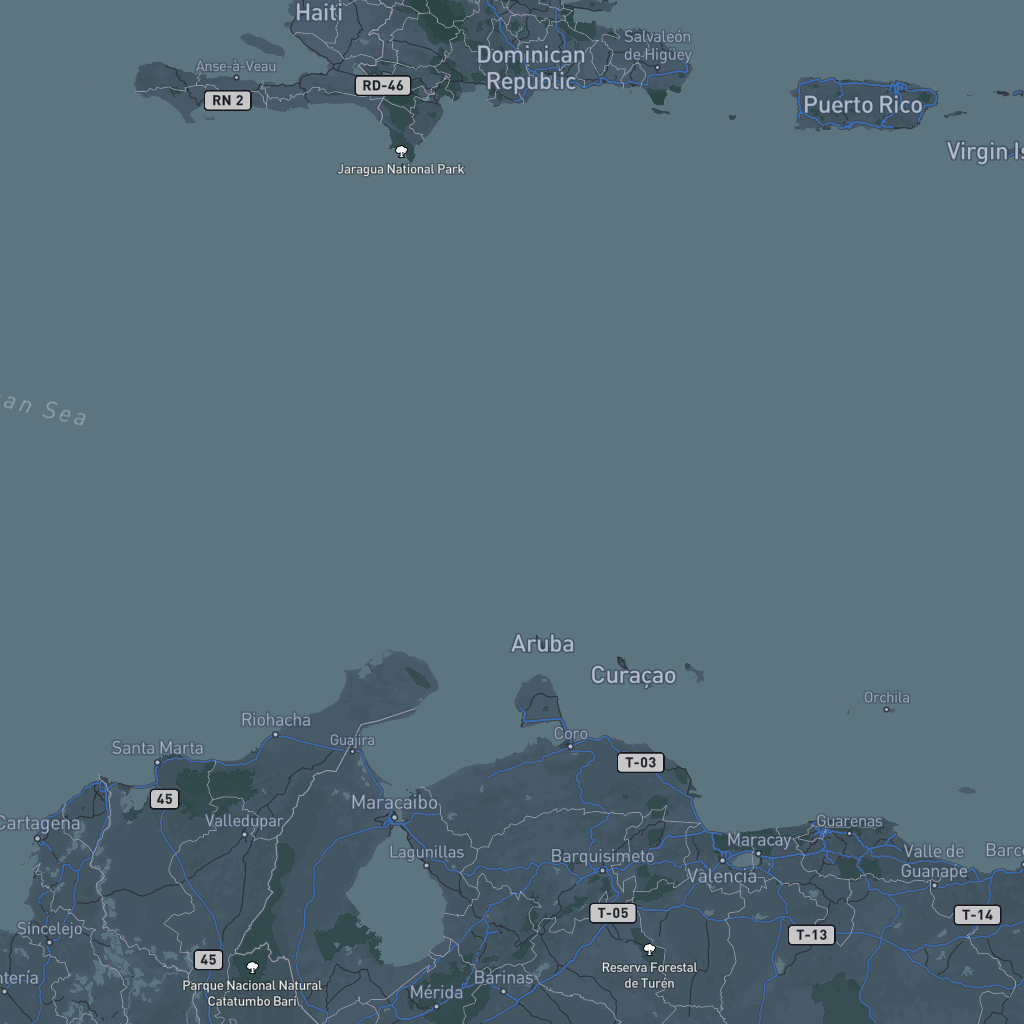 Haiti
Dominican
Republic
Salvaleón
de Higüey
Anse-à-Veau
RD-46
RN 2
Puerto Rico
Virgin Is
Jaragua National Park
an Sea
Aruba
Curaçao
Orchila
Riohacha
Guajira
Coro
Santa Marta
T-03
45
Maracaibo
Cartagena
Valledupar
Guarenas
Maracay
Lagunillas
Barquisimeto
Valencia
Valle de
Guanape
Barc
T-05
T-14
T-13
Sincelejo
45
ntería
Parque Nacional Natural
Catatumbo Barí
Barinas
Mérida
Reserva Forestal
de Turén